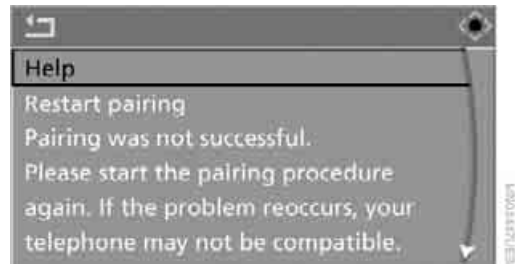 Help
Restart pairing
Pairing was not successful.
Please start the pairing procedure
again. If the problem reoccurs, your
telephone may not be compatible.